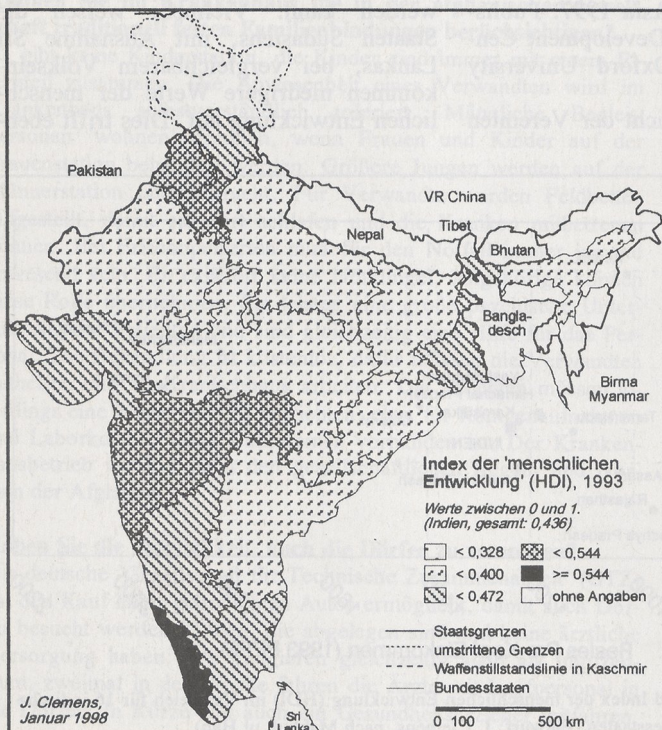 Pakistan
VR China
Tibet
Nepal
Bhutan
Bangla-
desch
Birma
Myanmar
Index der 'menschlichen
Entwicklung' (HDI), 1993
Werte zwischen 0 und 1.
(Indien, gesamt: 0,436)
< 0,328
< 0,544
< 0,400
>= 0,544
< 0,472
ohne Angaben
Staatsgrenzen
umstrittene Grenzen
Waffenstillstandslinie in Kaschmir
Bundesstaaten
0 100 500 km
J. Clemens,
Januar 1998
Sri
Lanka